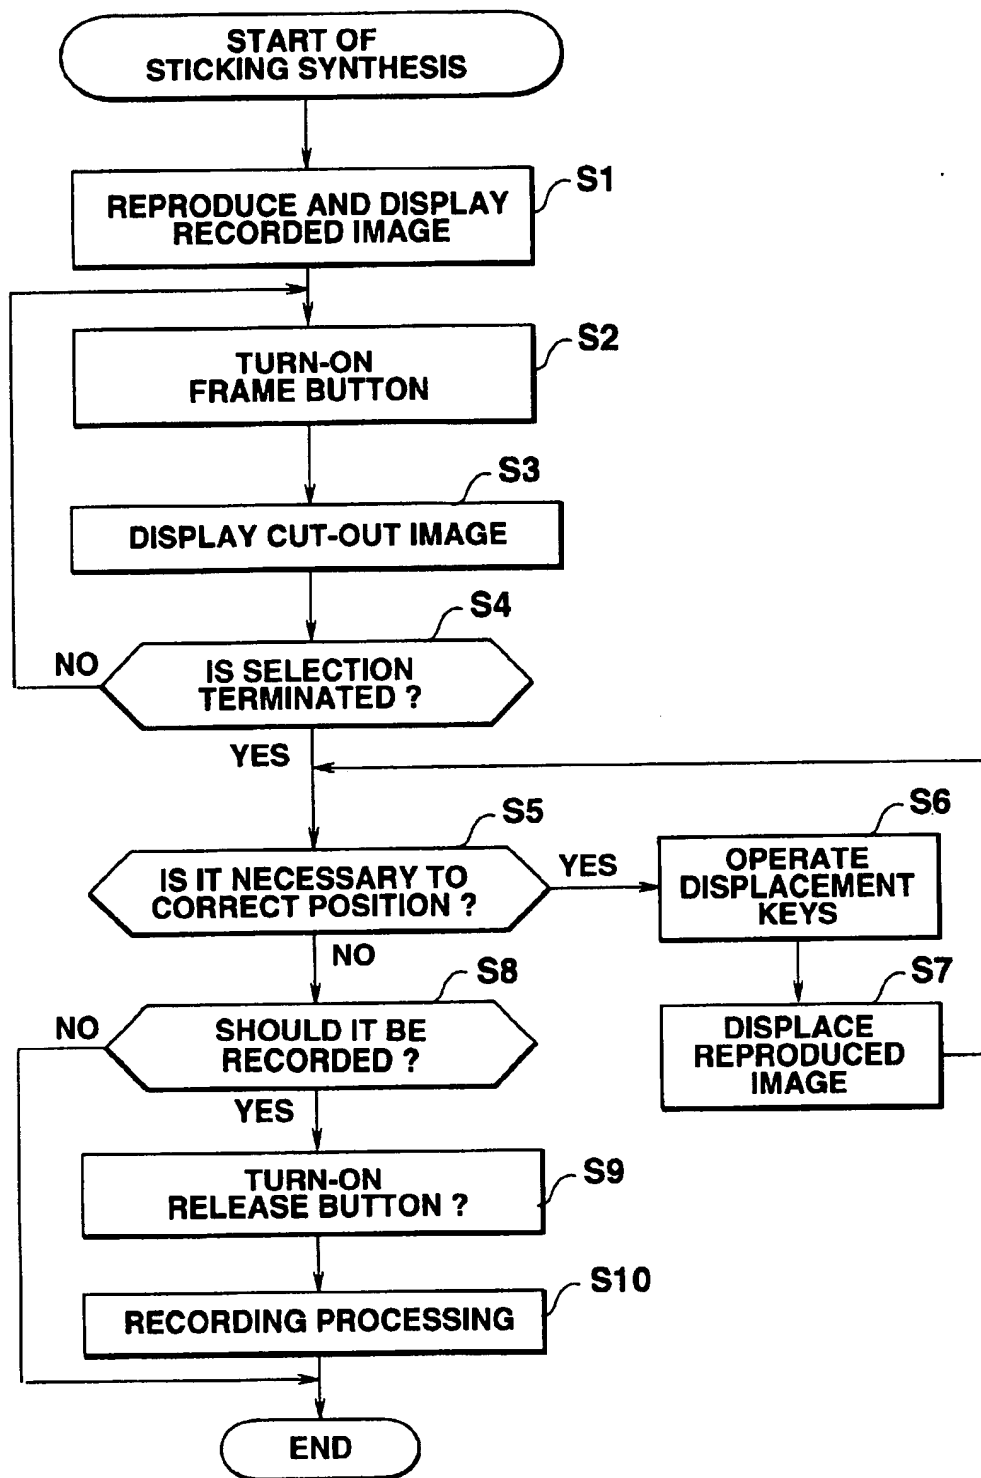 START OF
STICKING SYNTHESIS
S1
REPRODUCE AND DISPLAY
RECORDED IMAGE
S2
TURN-ON
FRAME BUTTON
S3
DISPLAY CUT-OUT IMAGE
S4
NO
IS SELECTION
TERMINATED ?
YES
S5
IS IT NECESSARY TO
CORRECT POSITION ?
YES
S6
OPERATE
DISPLACEMENT
KEYS
NO
S7
DISPLACE
REPRODUCED
IMAGE
S8
NO
SHOULD IT BE
RECORDED ?
YES
S9
TURN-ON
RELEASE BUTTON ?
S10
RECORDING PROCESSING
END